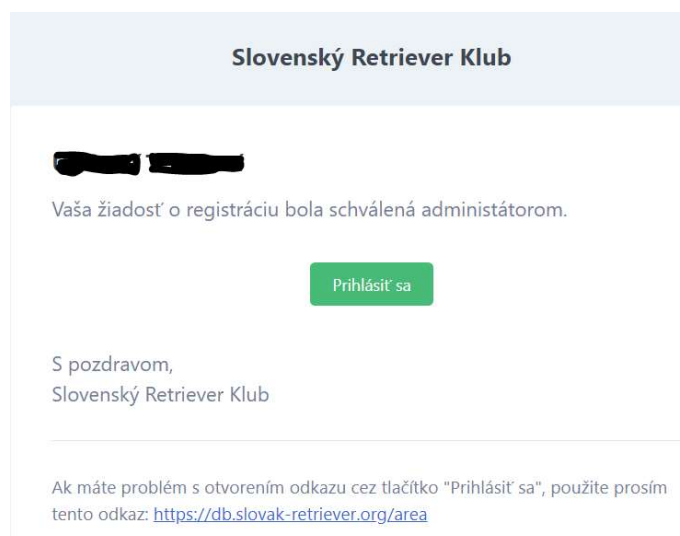 Slovenský Retriever Klub
Vaša žiadosť o registráciu bola schválená administátorom.
Prihlásiť sa
S pozdravom,
Slovenský Retriever Klub
Ak máte problém s otvorením odkazu cez tlačítko "Prihlásiť sa", použite prosím
tento odkaz: https://db.slovak-retriever.org/area